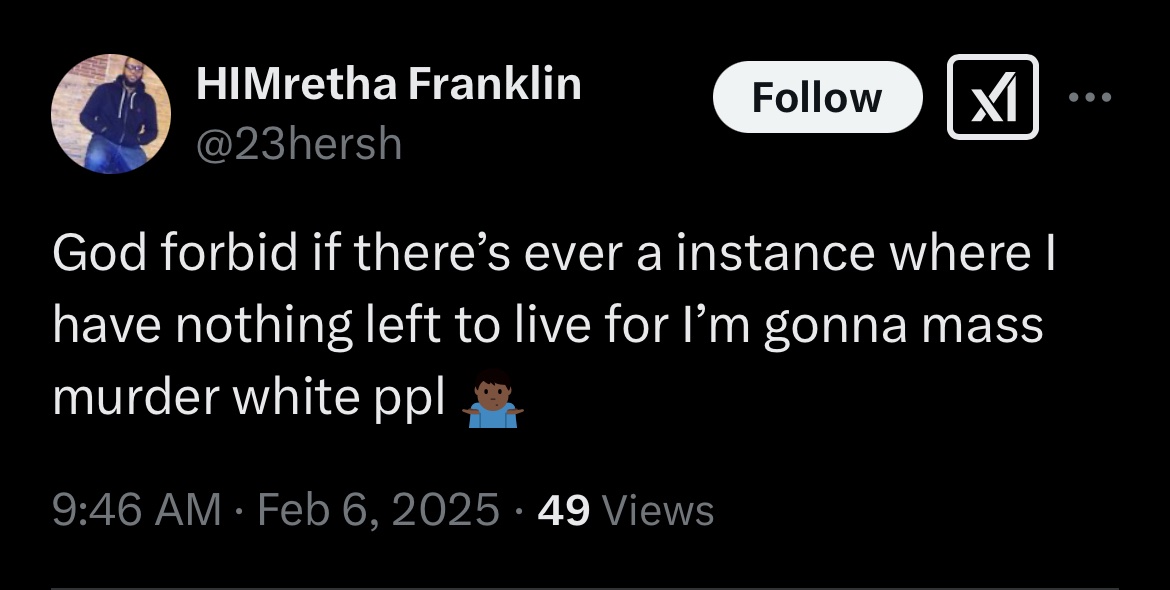 HIMretha Franklin
@23hersh
Follow
God forbid if there’s ever a instance where I
have nothing left to live for I’m gonna mass
murder white ppl 🤷🏾‍♂️
9:46 AM · Feb 6, 2025 · 49 Views